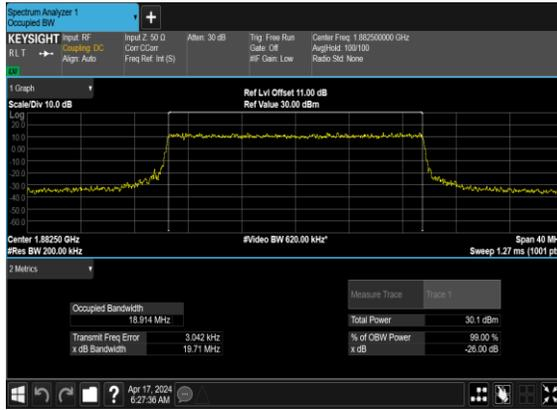 Spectrum Analyzer 1
Occupied BW
KEYSIGHT
Input: RF
Input Z: 50 Ω
Atten: 30 dB
Trig: Free Run
Center Freq: 1.882500000 GHz
RLT
Coupling: DC
Corr CCorr
Gate: Off
Avg|Hold: 100/100
Align: Auto
Freq Ref: Int (S)
#IF Gain: Low
Radio Std: None
1 Graph
Ref Lvl Offset 11.00 dB
Scale/Div 10.0 dB
Ref Value 30.00 dBm
Log
20.0
10.0
0.00
-10.0
-20.0
-30.0
-40.0
-50.0
-60.0
Center 1.88250 GHz
#Video BW 620.00 kHz*
Span 40 MH
#Res BW 200.00 kHz
Sweep 1.27 ms (1001 pt
2 Metrics
Measure Trace
Trace 1
Occupied Bandwidth
18.914 MHz
Total Power
30.1 dBm
Transmit Freq Error
3.042 kHz
% of OBW Power
99.00 %
x dB Bandwidth
19.71 MHz
x dB
-26.00 dB
Apr 17, 2024
6:27:36 AM